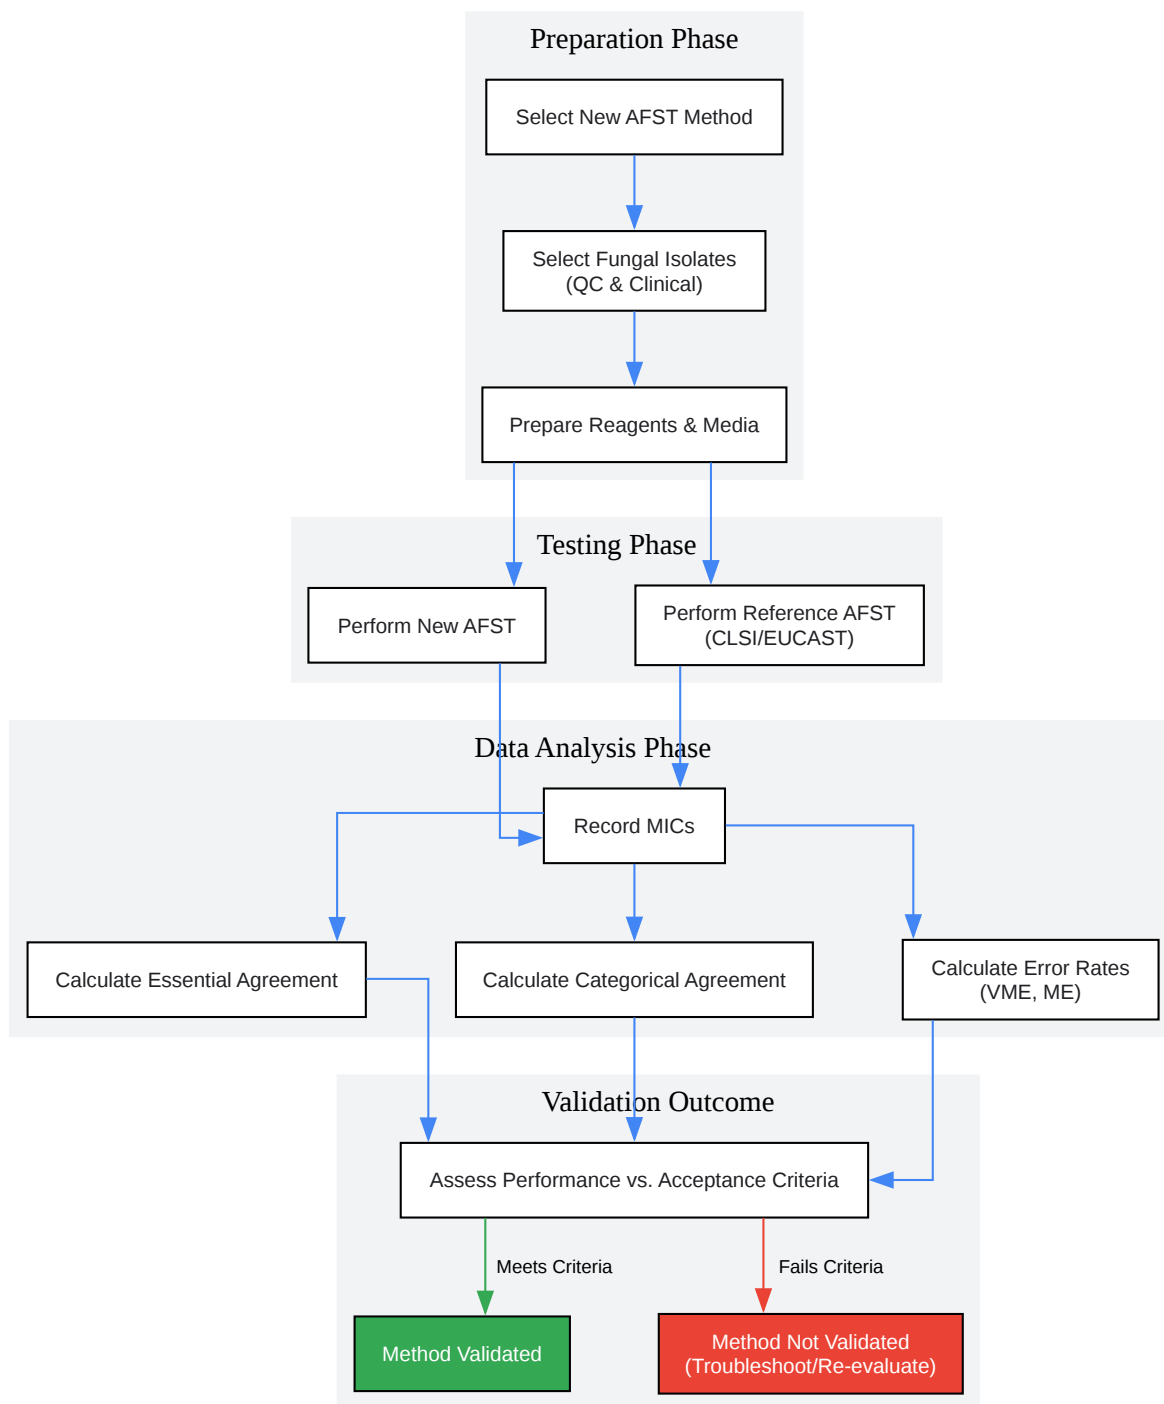 Preparation Phase
Select New AFST Method
Select Fungal Isolates
(QC & Clinical)
Prepare Reagents & Media
Testing Phase
Perform New AFST
Perform Reference AFST
(CLSI/EUCAST)
Data Analysis Phase
Record MICs
Calculate Essential Agreement
Calculate Categorical Agreement
Calculate Error Rates
(VME, ME)
Validation Outcome
Assess Performance vs. Acceptance Criteria
Meets Criteria
Fails Criteria
Method Validated
Method Not Validated
(Troubleshoot/Re-evaluate)